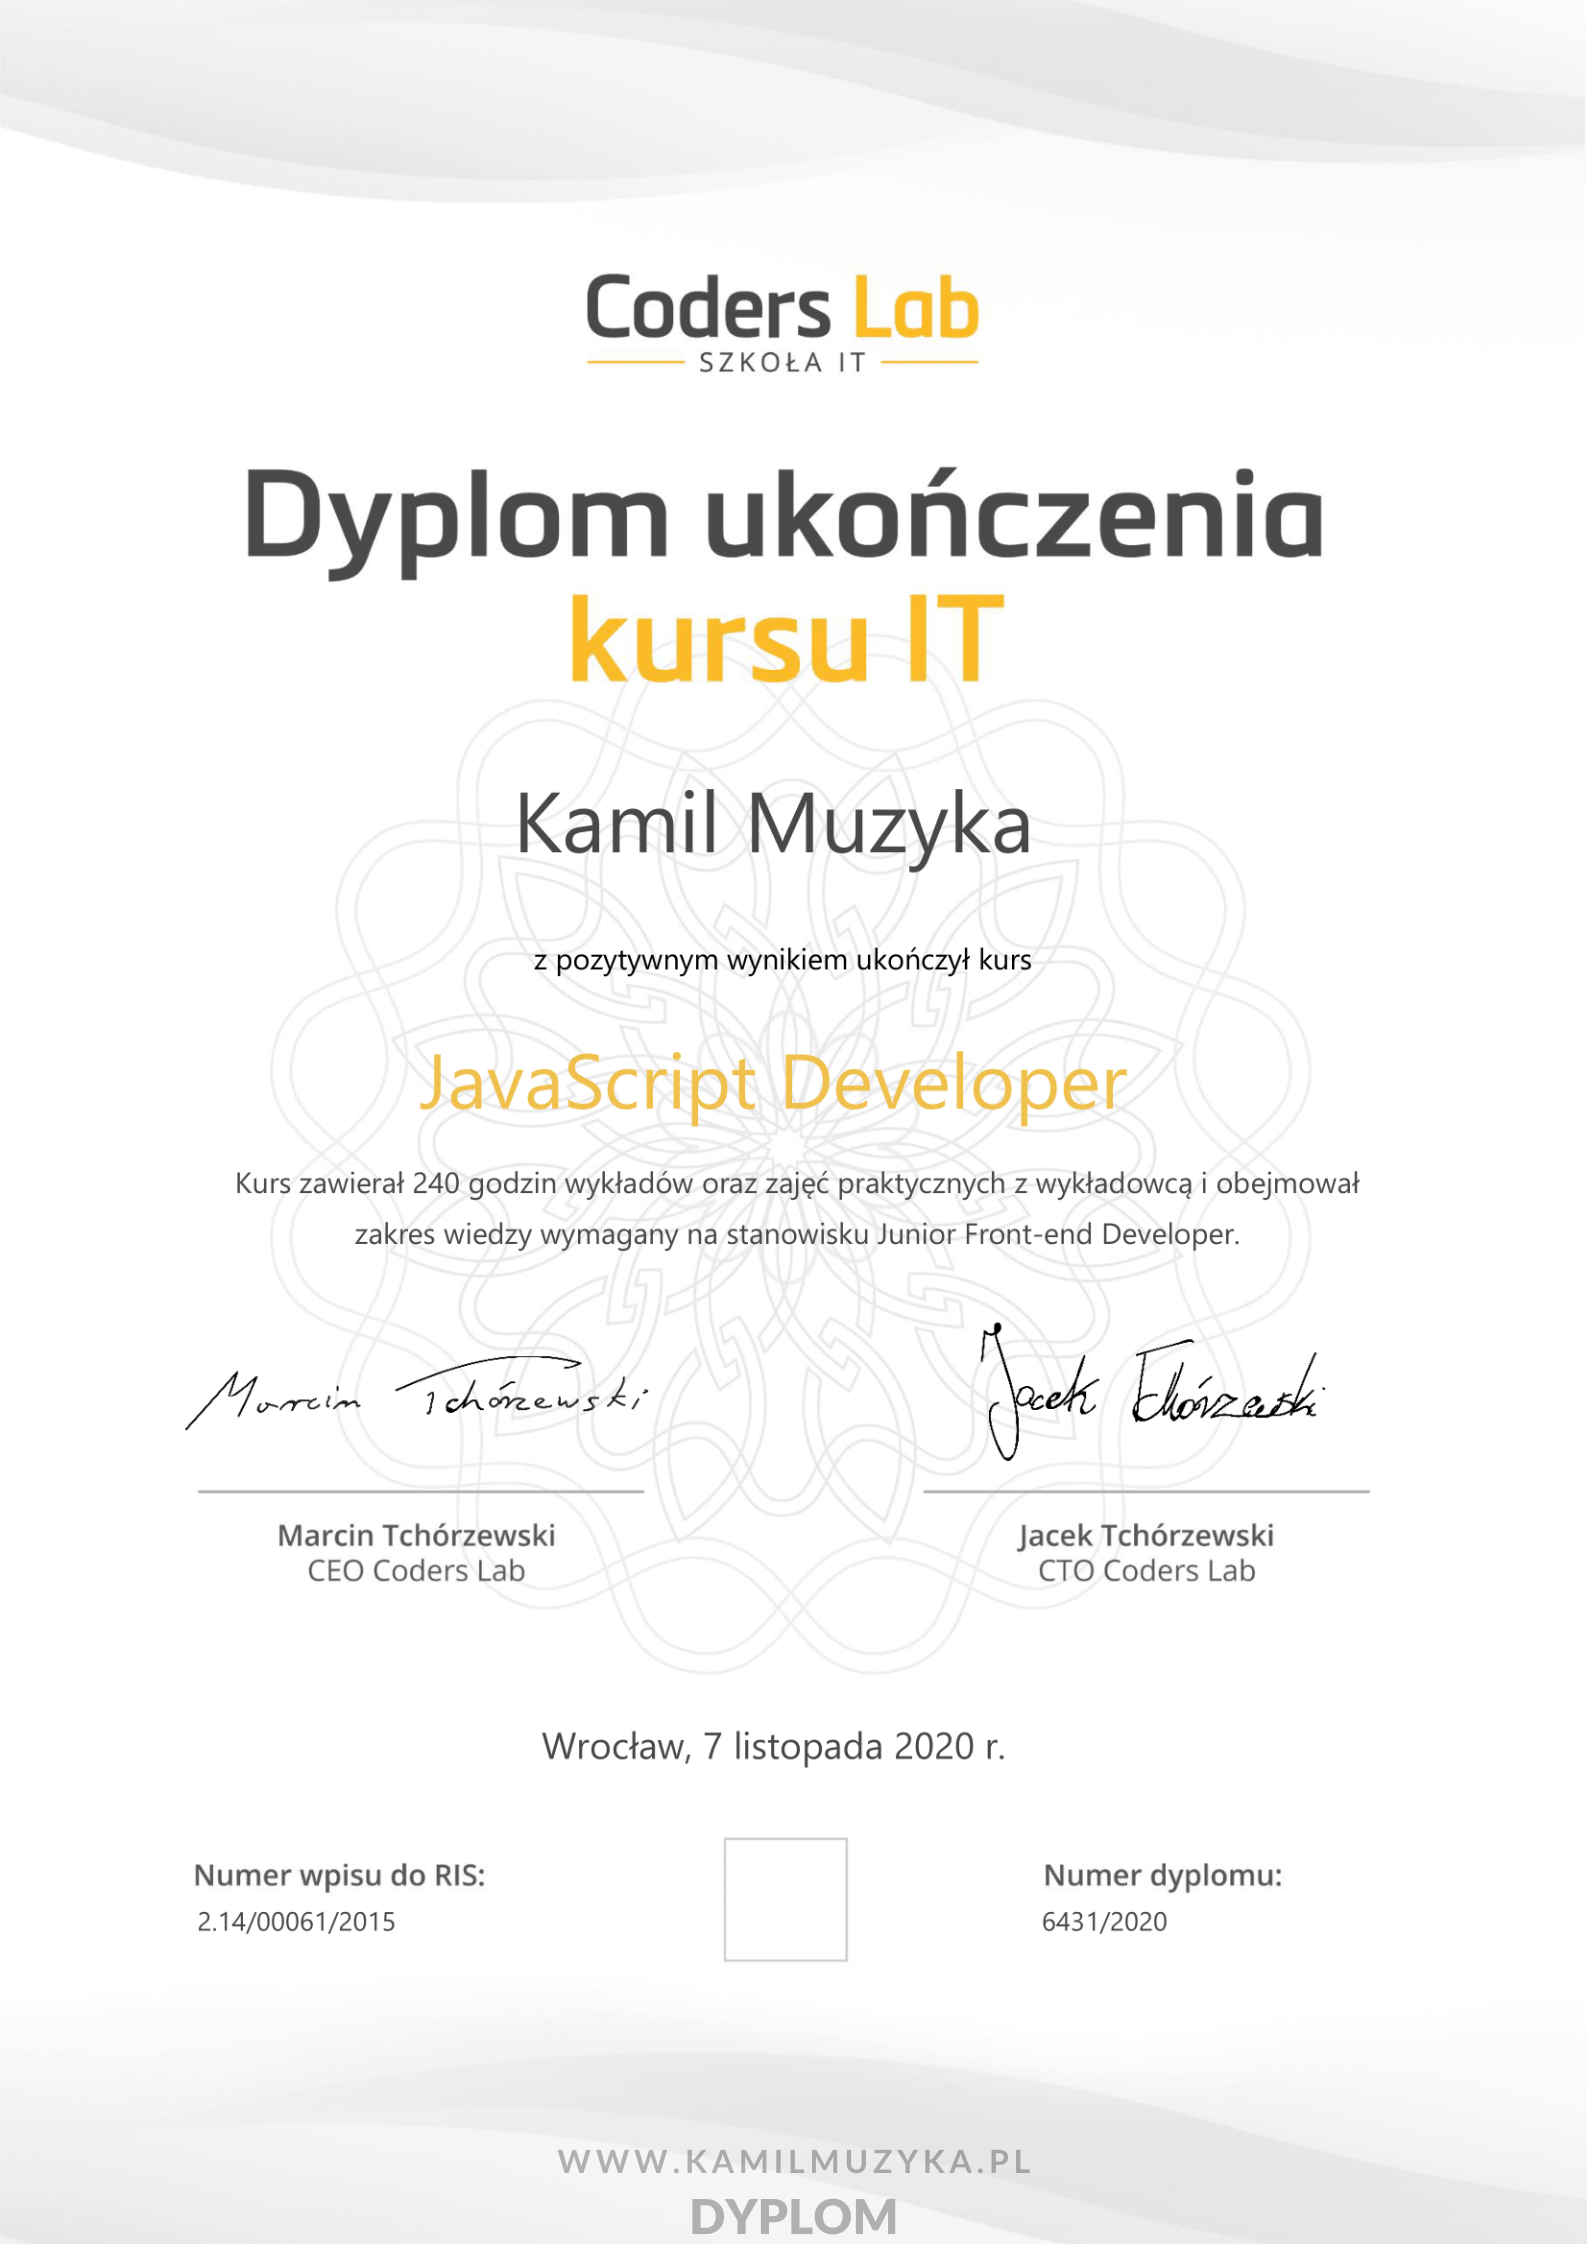 Coders Lab
SZKOŁA IT
Dyplom ukończenia
kursu IT
Kamil Muzyka
z pozytywnym wynikiem ukończył kurs
JavaScript Developer
Kurs zawierał 240 godzin wykładów oraz zajęć praktycznych z wykładowcą i obejmował
zakres wiedzy wymagany na stanowisku Junior Front-end Developer.
Marcin Tchórzewski
Jacek Tchórzewski
Marcin Tchórzewski
CEO Coders Lab
Jacek Tchórzewski
CTO Coders Lab
Wrocław, 7 listopada 2020 r.
Numer wpisu do RIS:
2.14/00061/2015
Numer dyplomu:
6431/2020
WWW.KAMILMUZYKA.PL
DYPLOM